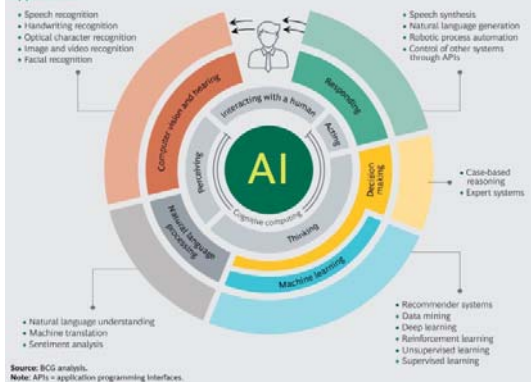 • Speech recognition
• Handwriting recognition
• Optical character recognition
• Image and video recognition
• Facial recognition
• Speech synthesis
• Natural language generation
• Robotic process automation
• Control of other systems
through APIs
Interacting with a human
Computer vision and hearing
Responding
Perceiving
Acting
AI
Decision
making
• Case-based
reasoning
• Expert systems
Cognitive computing
Thinking
Natural language
processing
Machine learning
• Natural language understanding
• Machine translation
• Sentiment analysis
• Recommender systems
• Data mining
• Deep learning
• Reinforcement learning
• Unsupervised learning
• Supervised learning
Source: BCG analysis.
Note: APIs = application programming interfaces.